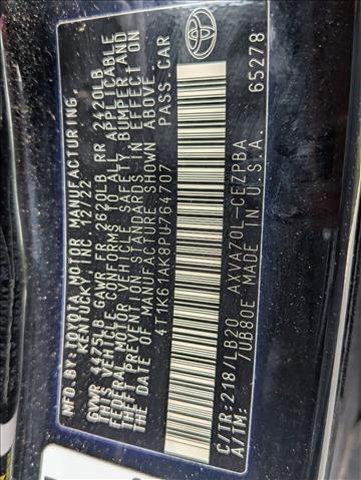 MFD. BY: TOYOTA MOTOR MANUFACTURING
KENTUCKY, INC. 12/22
GVWR 4475LB GAWR FR 2670LB RR 2420LB
THIS VEHICLE CONFORMS TO ALL APPLICABLE
FEDERAL MOTOR VEHICLE SAFETY BUMPER AND
THEFT PREVENTION STANDARDS IN EFFECT ON
THE DATE OF MANUFACTURE SHOWN ABOVE.
4T1K61AK8PU764707 PASS.CAR
C/TR:218/LB20 AXVA70L-CEZPBA
A/TM: /UB80E MADE IN U.S.A. 65278